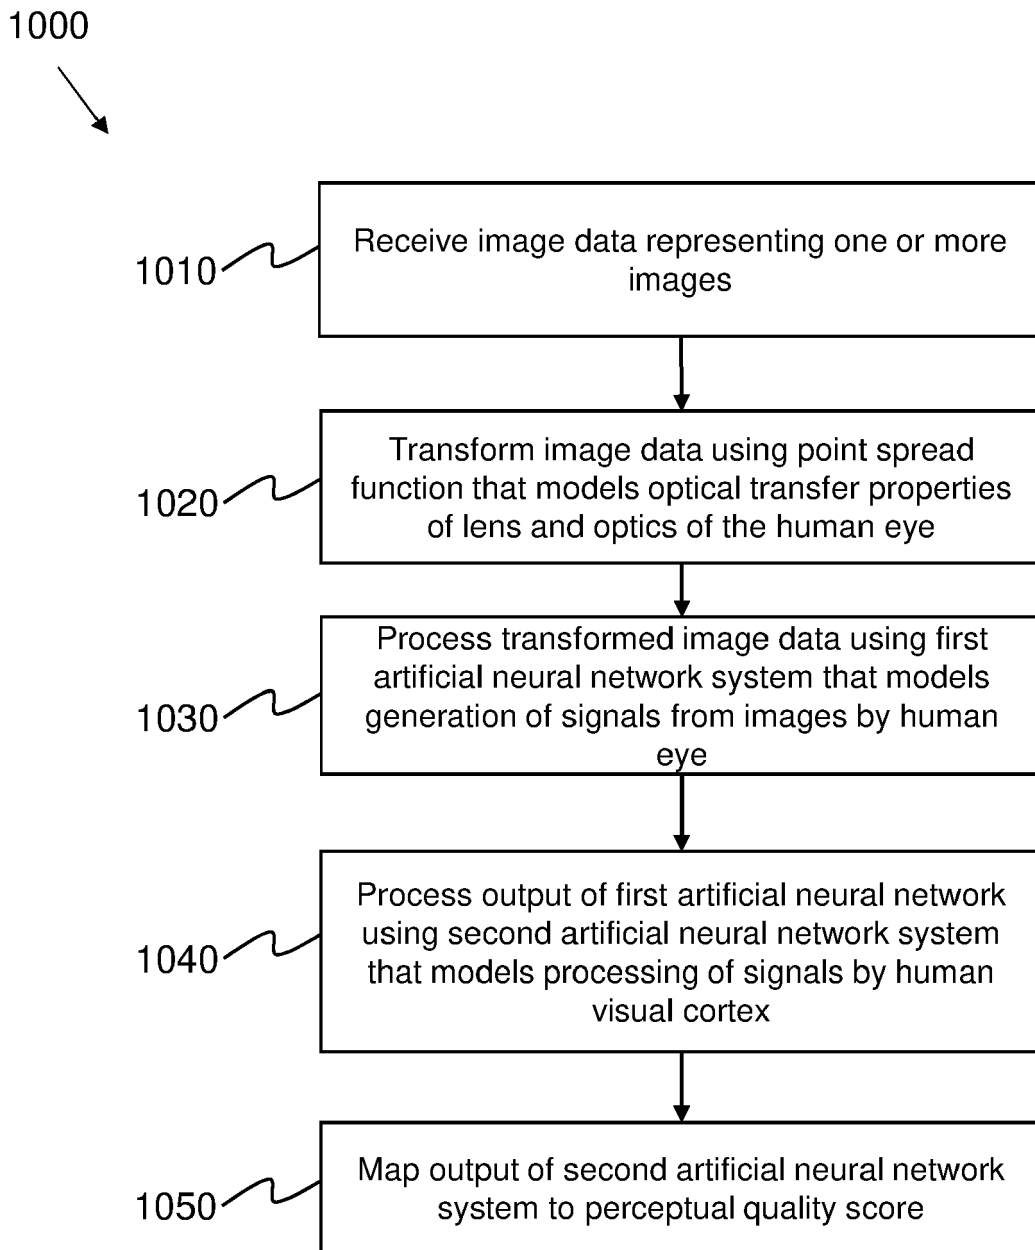 1000
1010
Receive image data representing one or more
images
1020
Transform image data using point spread
function that models optical transfer properties
of lens and optics of the human eye
1030
Process transformed image data using first
artificial neural network system that models
generation of signals from images by human
eye
1040
Process output of first artificial neural network
using second artificial neural network system
that models processing of signals by human
visual cortex
1050
Map output of second artificial neural network
system to perceptual quality score